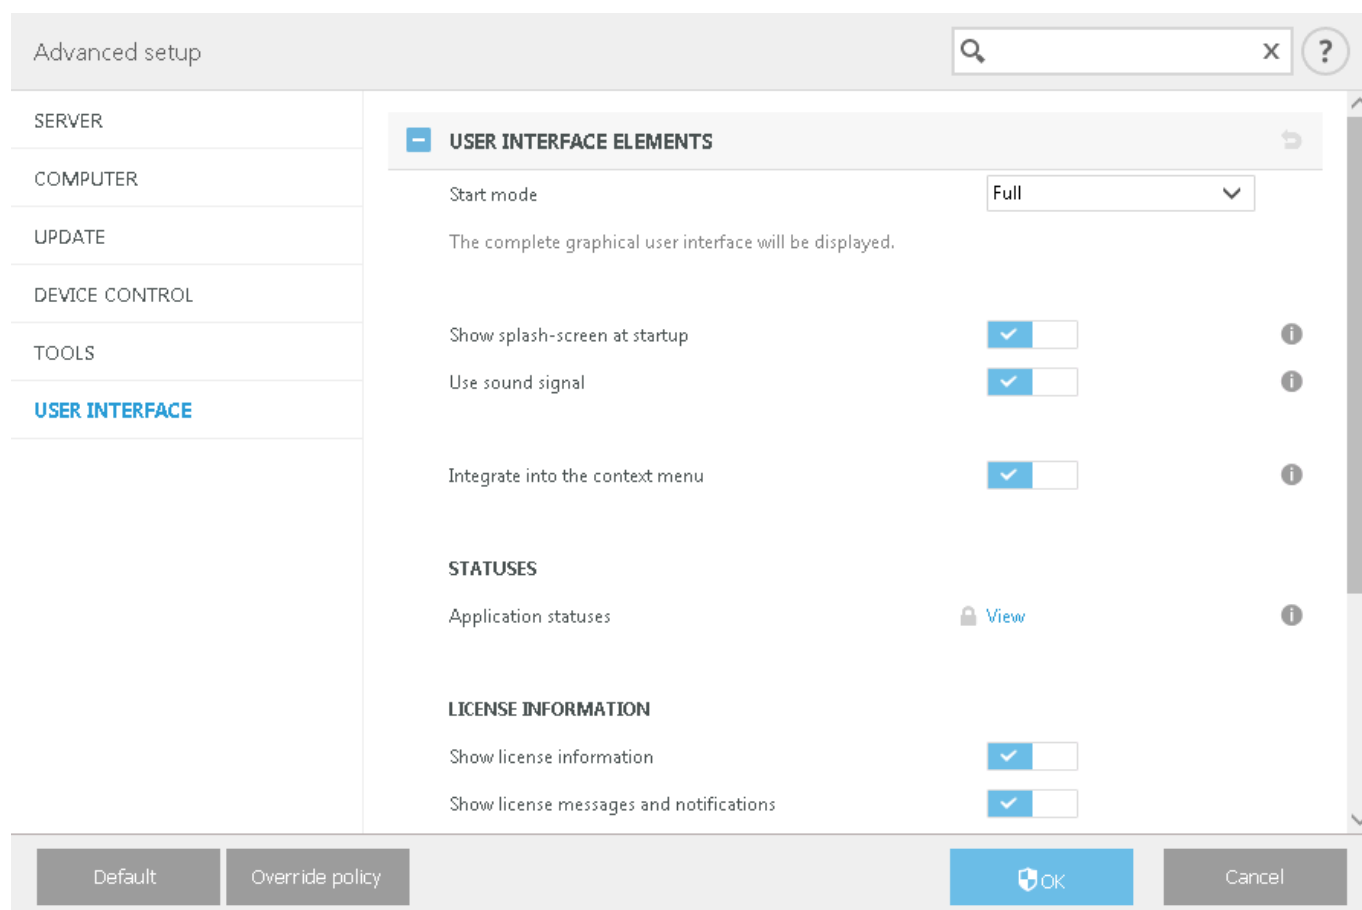 Advanced setup
x
?
SERVER
COMPUTER
UPDATE
DEVICE CONTROL
TOOLS
USER INTERFACE
USER INTERFACE ELEMENTS
Start mode Full
The complete graphical user interface will be displayed.
Show splash-screen at startup
Use sound signal
Integrate into the context menu
STATUSES
Application statuses View
LICENSE INFORMATION
Show license information
Show license messages and notifications
Default Override policy OK Cancel